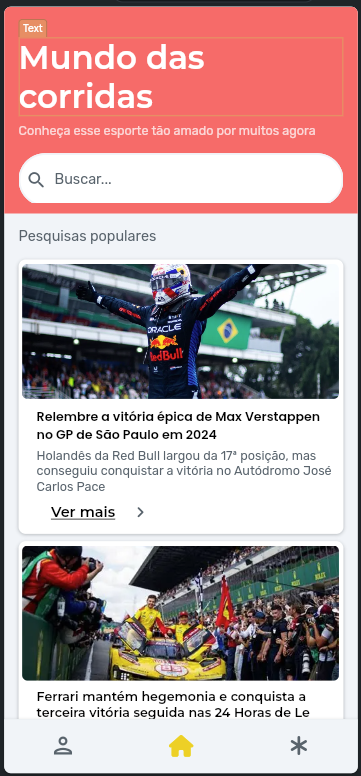 Text
Mundo das
corridas
Conheça esse esporte tão amado por muitos agora
Buscar...
Pesquisas populares
ORACLE
Red Bull
Relembre a vitória épica de Max Verstappen
no GP de São Paulo em 2024
Holandês da Red Bull largou da 17ª posição, mas
conseguiu conquistar a vitória no Autódromo José
Carlos Pace
Ver mais
Ferrari mantém hegemonia e conquista a
terceira vitória seguida nas 24 Horas de Le